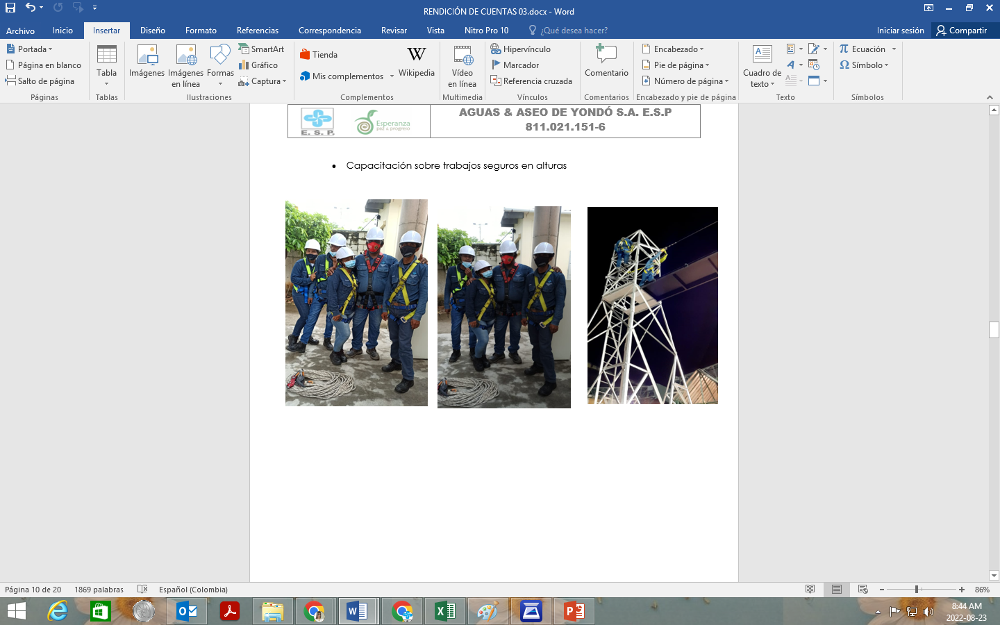 RENDICIÓN DE CUENTAS 03.docx - Word
Archivo Inicio Insertar Diseño Formato Referencias Correspondencia Revisar Vista Nitro Pro 10 ¿Qué desea hacer? Iniciar sesión Compartir
Portada
Página en blanco
Salto de página
Páginas
Tabla
Tablas
Imágenes
Imágenes en línea
Formas
SmartArt
Gráfico
Captura
Ilustraciones
Tienda
Mis complementos
W
Wikipedia
Complementos
Vídeo en línea
Multimedia
Hipervínculo
Marcador
Referencia cruzada
Vínculos
Comentario
Comentarios
Encabezado
Pie de página
Número de página
Encabezado y pie de página
Cuadro de texto
Texto
π Ecuación
Ω Símbolo
Símbolos
E. S. P.
Esperanza
paz & progreso
AGUAS & ASEO DE YONDÓ S.A. E.S.P
811.021.151-6
• Capacitación sobre trabajos seguros en alturas
Página 10 de 20 1869 palabras Español (Colombia) 86%
8:44 AM
2022-08-23